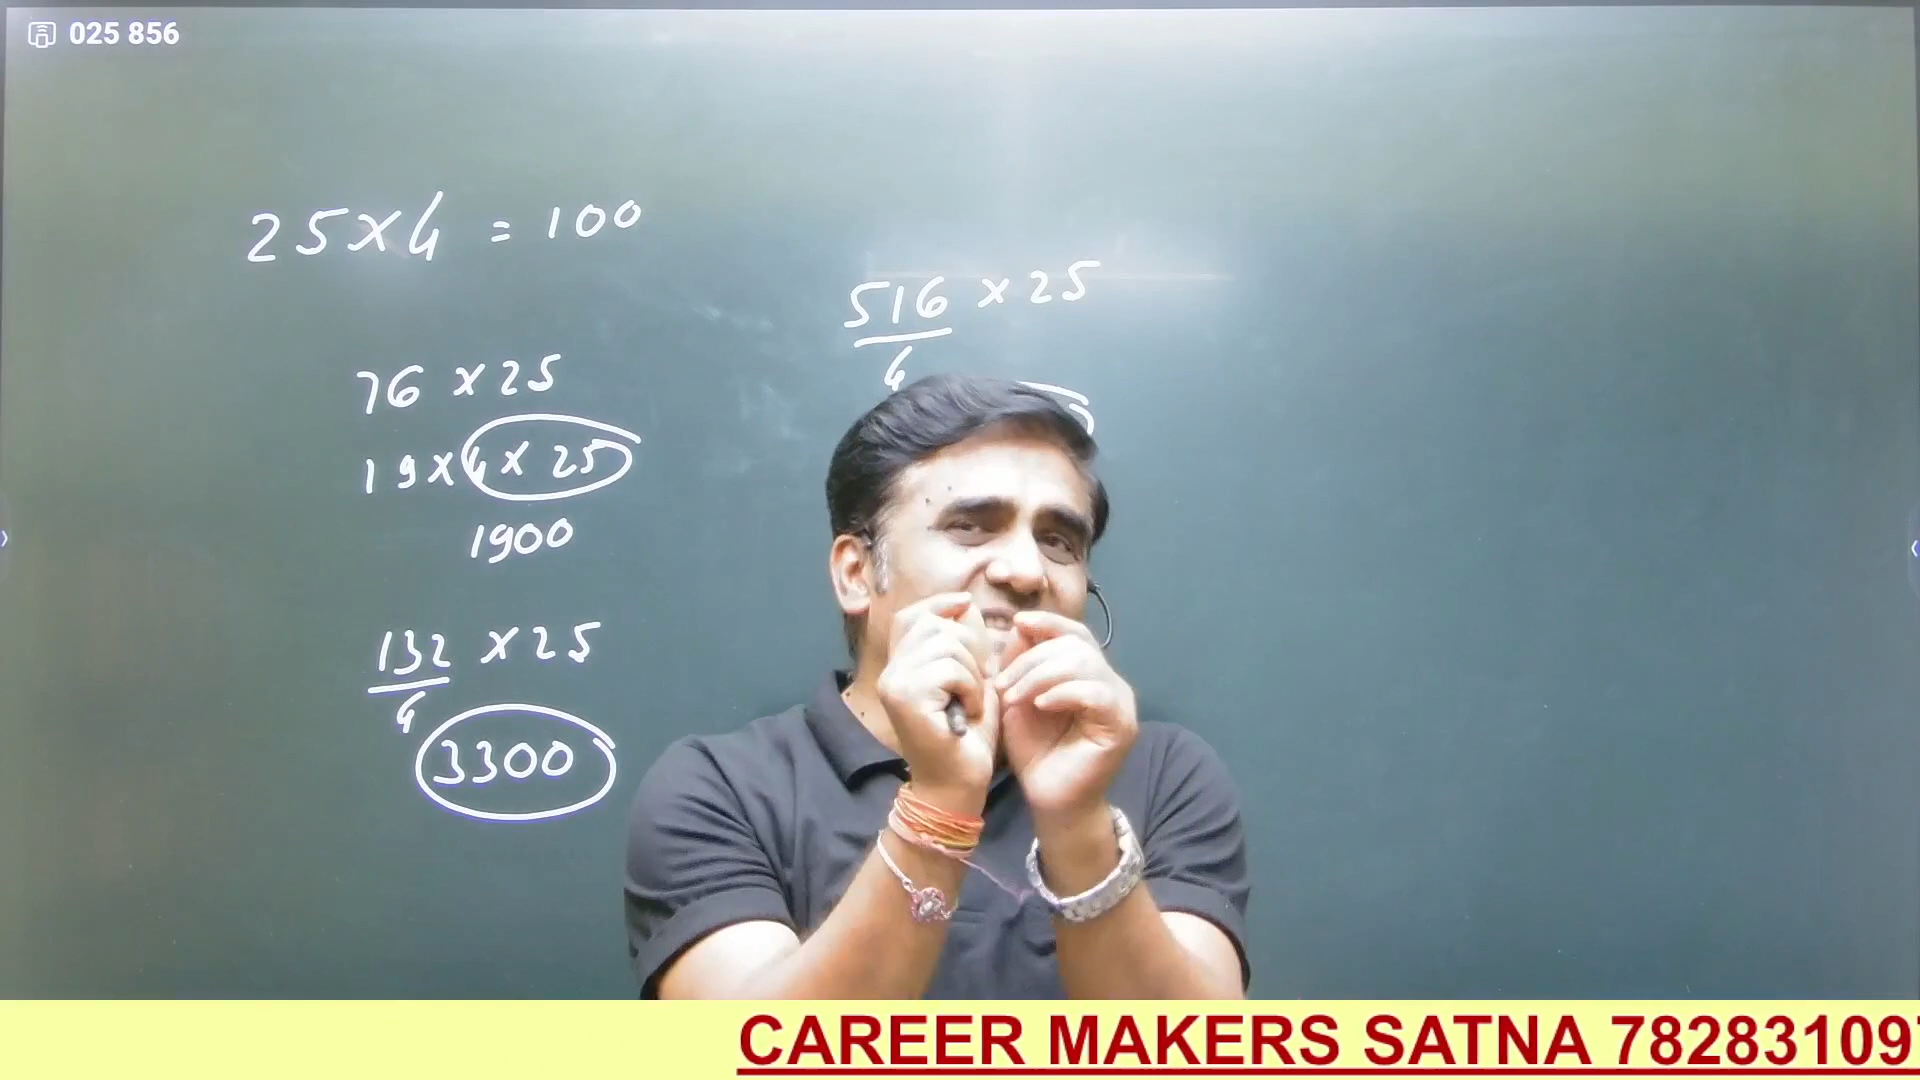 025 856
25 × 4 = 100
76 × 25
19 × 4 × 25
1900
132 × 25
4
3300
516 × 25
4
CAREER MAKERS SATNA 782831097